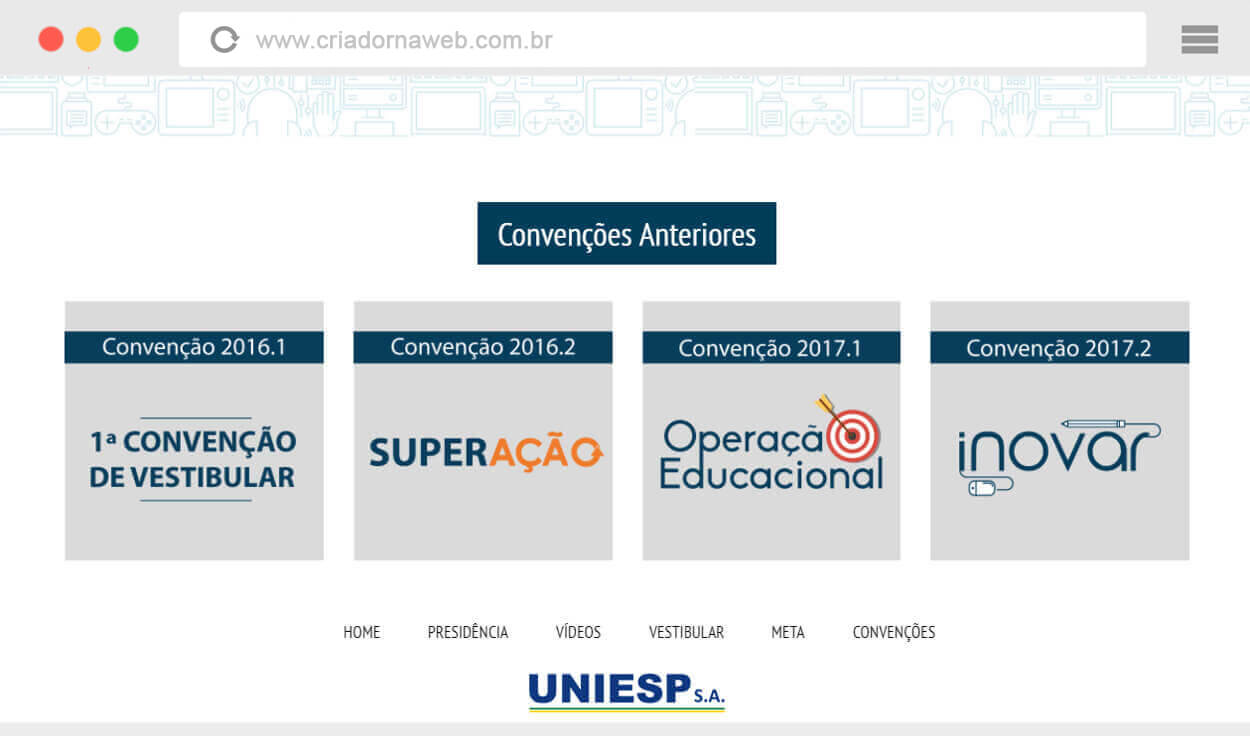 www.criadornaweb.com.br
Convenções Anteriores
Convenção 2016.1
1ª CONVENÇÃO
DE VESTIBULAR
Convenção 2016.2
SUPERAÇÃO
Convenção 2017.1
Operação
Educacional
Convenção 2017.2
inovar
HOME PRESIDÊNCIA VÍDEOS VESTIBULAR META CONVENÇÕES
UNIESP S.A.